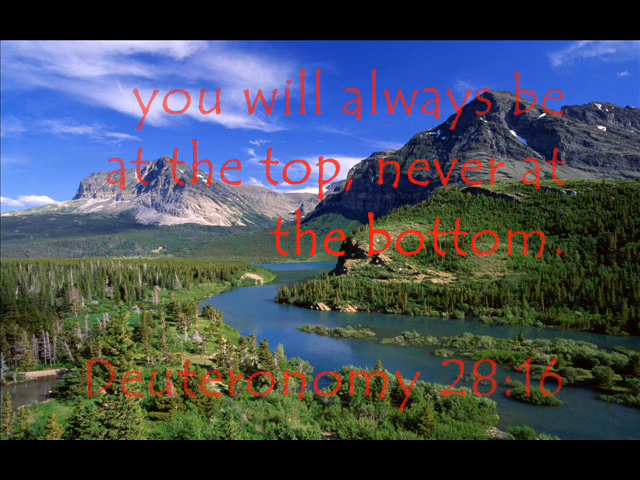 you will always be
at the top, never at
the bottom.
Deuteronomy 28:16